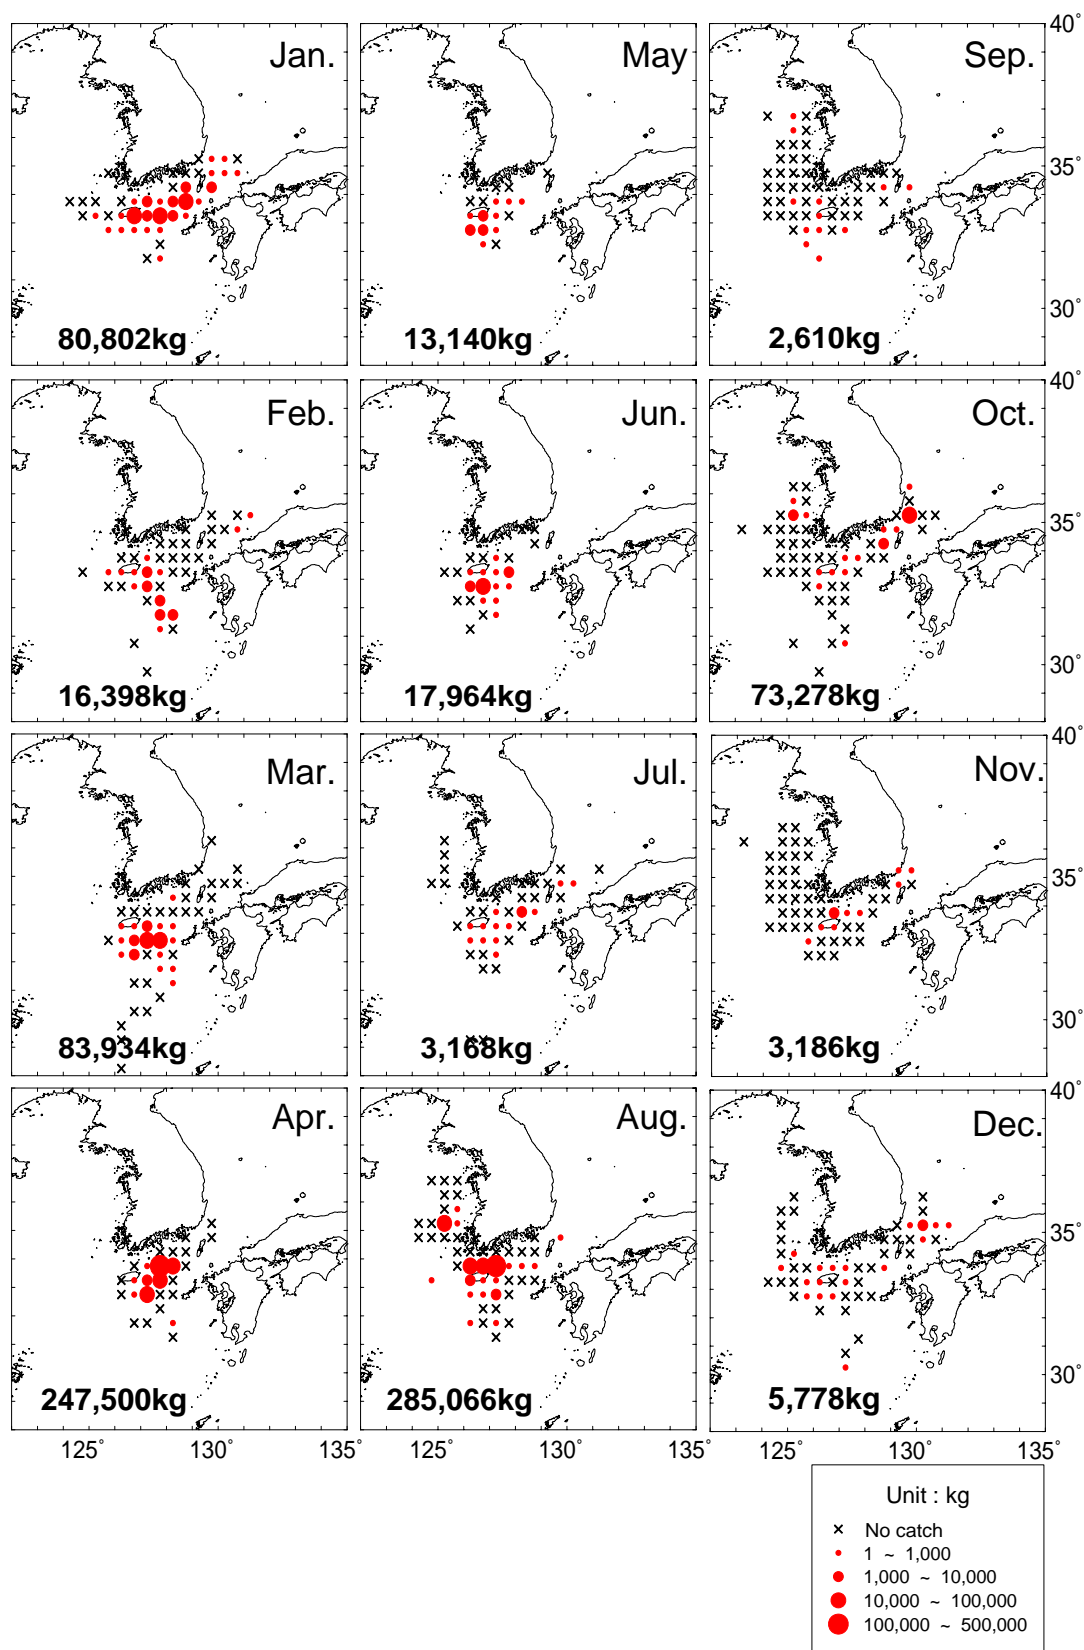 Jan.
May
Sep.
40°
35°
30°
80,802kg
13,140kg
2,610kg
Feb.
Jun.
Oct.
40°
35°
30°
16,398kg
17,964kg
73,278kg
Mar.
Jul.
Nov.
40°
35°
30°
83,934kg
3,168kg
3,186kg
Apr.
Aug.
Dec.
40°
35°
30°
247,500kg
285,066kg
5,778kg
125° 130° 135° 125° 130° 135° 125° 130° 135°
Unit : kg
× No catch
1 ~ 1,000
1,000 ~ 10,000
10,000 ~ 100,000
100,000 ~ 500,000